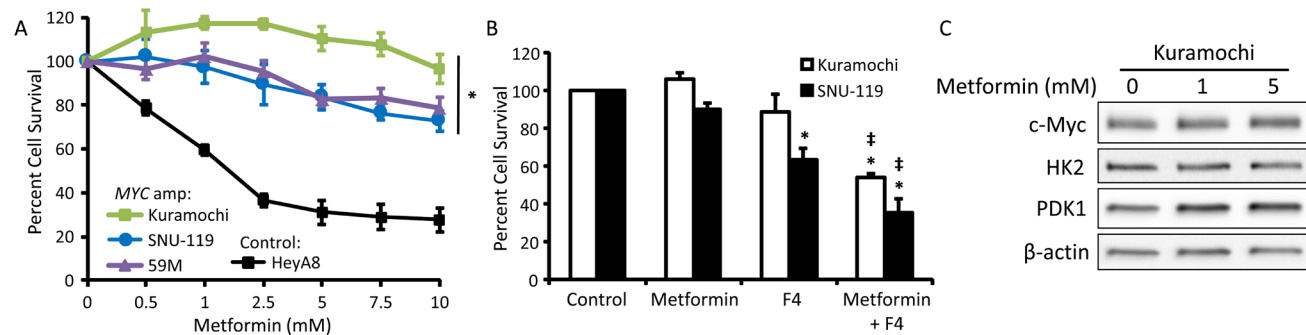 A
120
100
80
60
40
20
0
Percent Cell Survival
*
MYC amp:
Kuramochi
SNU-119
59M
Control:
HeyA8
0 0.5 1 2.5 5 7.5 10
Metformin (mM)
B
120
100
80
60
40
20
0
Percent Cell Survival
Kuramochi
SNU-119
*
‡
*
‡
*
Control Metformin F4 Metformin
+ F4
C
Kuramochi
Metformin (mM) 0 1 5
c-Myc
HK2
PDK1
β-actin